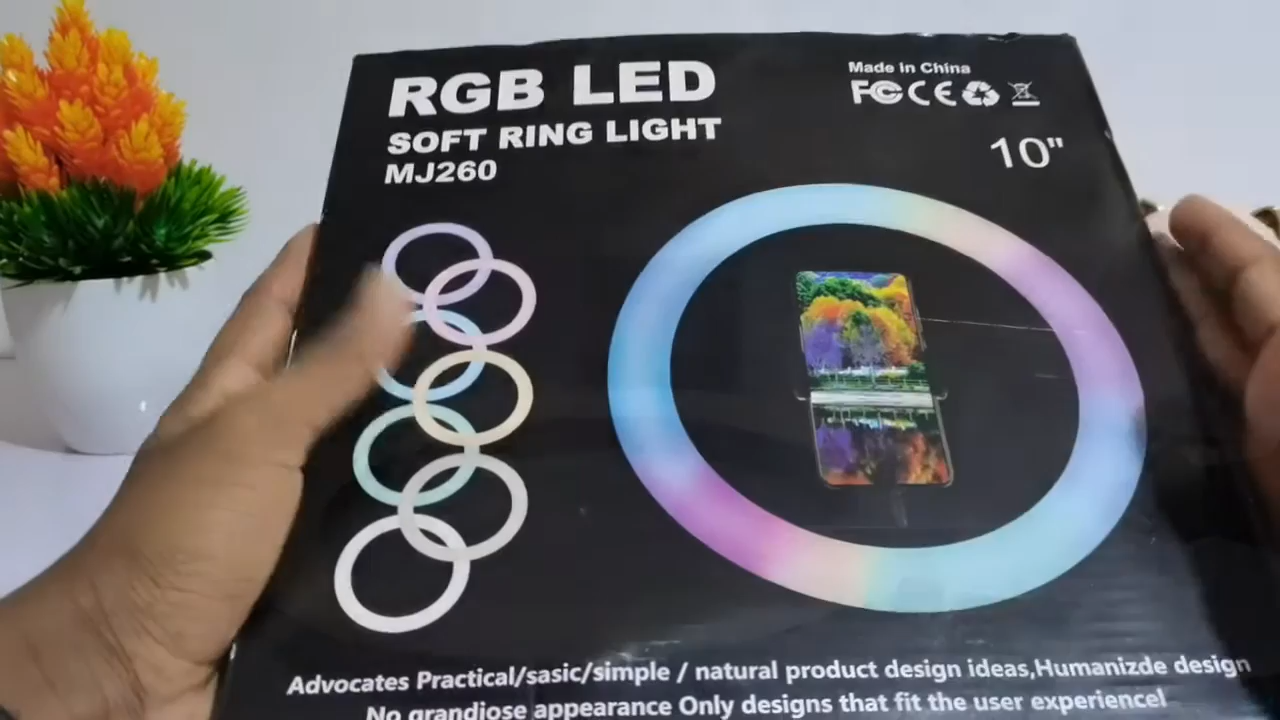 RGB LED
SOFT RING LIGHT
MJ260
Made in China
FC CE
10"
Advocates Practical/sasic/simple / natural product design ideas,Humanizde design
No grandiose appearance Only designs that fit the user experience!